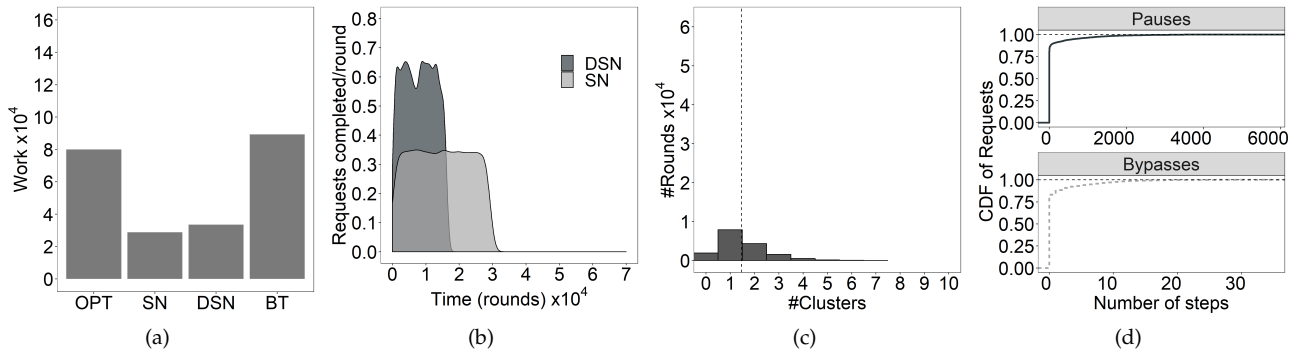 Work x10^4
16
14
12
10
8
6
4
2
0
OPT SN DSN BT
(a)
Requests completed/round
0.8
0.7
0.6
0.5
0.4
0.3
0.2
0.1
0.0
DSN
SN
0 1 2 3 4 5 6 7
Time (rounds) x10^4
(b)
#Rounds x10^4
6
5
4
3
2
1
0
0 1 2 3 4 5 6 7 8 9 10
#Clusters
(c)
CDF of Requests
Pauses
1.00
0.75
0.50
0.25
0.00
0 2000 4000 6000
Bypasses
1.00
0.75
0.50
0.25
0.00
0 10 20 30
Number of steps
(d)